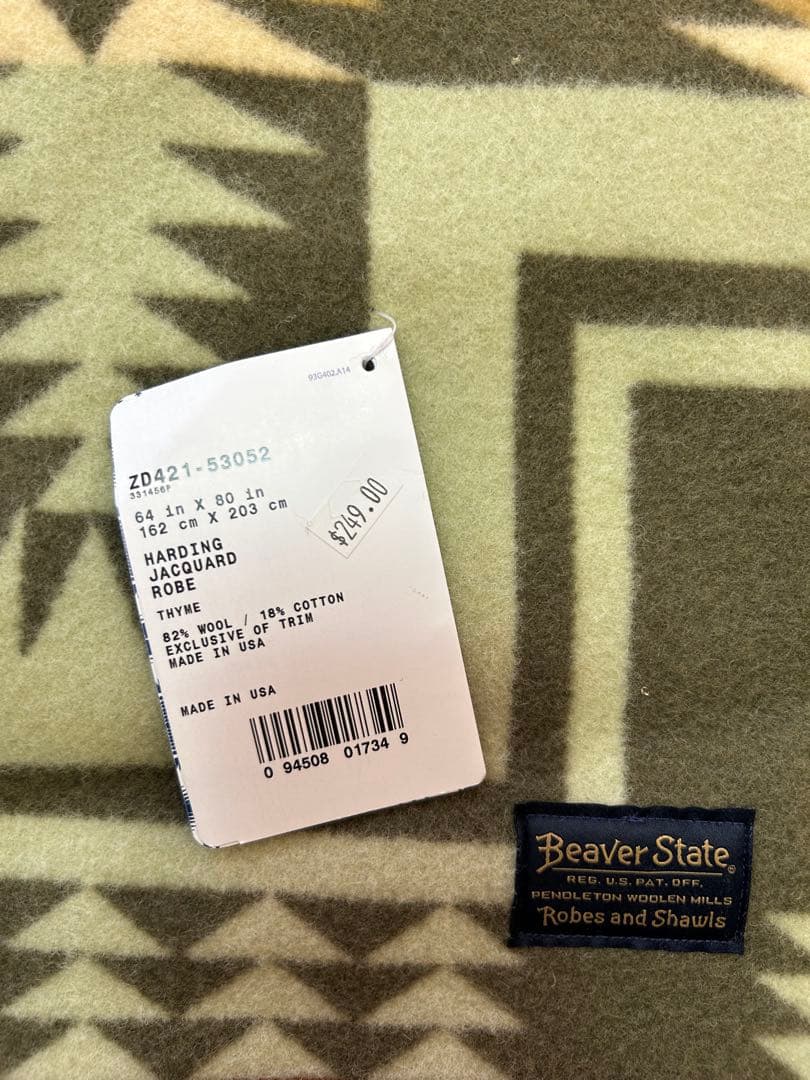 93G402.A14
ZD421-53052
331456P
64 in X 80 in
162 cm X 203 cm
$249.00
HARDING
JACQUARD
ROBE
THYME
82% WOOL / 18% COTTON
EXCLUSIVE OF TRIM
MADE IN USA
MADE IN USA
0 94508 01734 9
Beaver State®
REG. U.S. PAT. OFF.
PENDLETON WOOLEN MILLS
Robes and Shawls